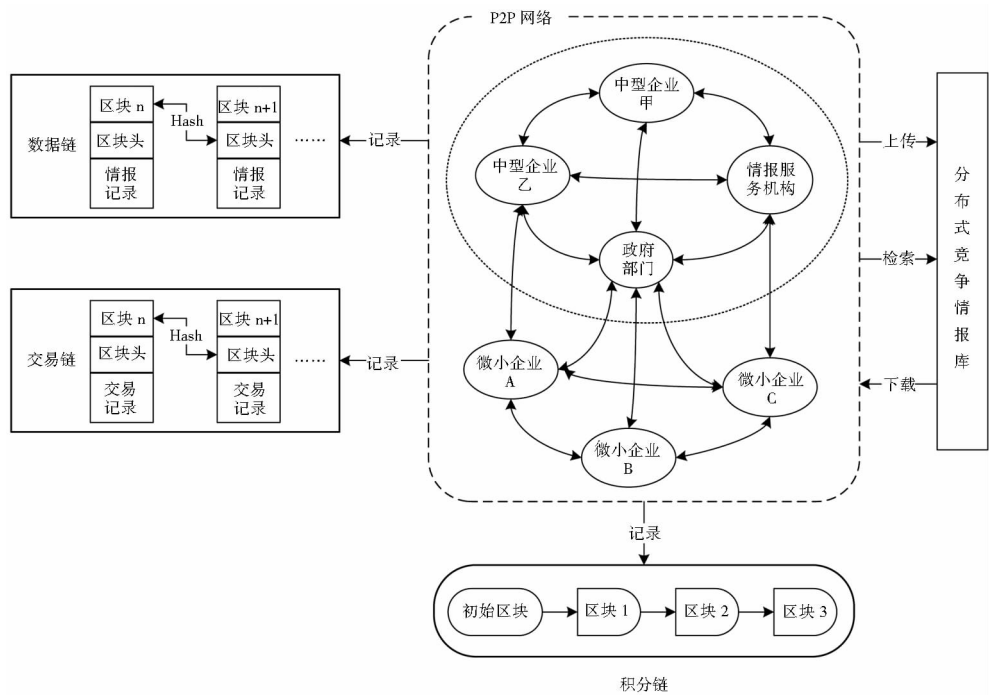 P2P 网络
数据链
区块 n
区块头
情报
记录
Hash
区块 n+1
区块头
情报
记录
……
记录
交易链
区块 n
区块头
交易
记录
Hash
区块 n+1
区块头
交易
记录
……
记录
中型企业
甲
中型企业
乙
情报服
务机构
政府
部门
微小企业
A
微小企业
C
微小企业
B
上传
检索
下载
分布式竞争情报库
记录
初始区块
区块 1
区块 2
区块 3
积分链